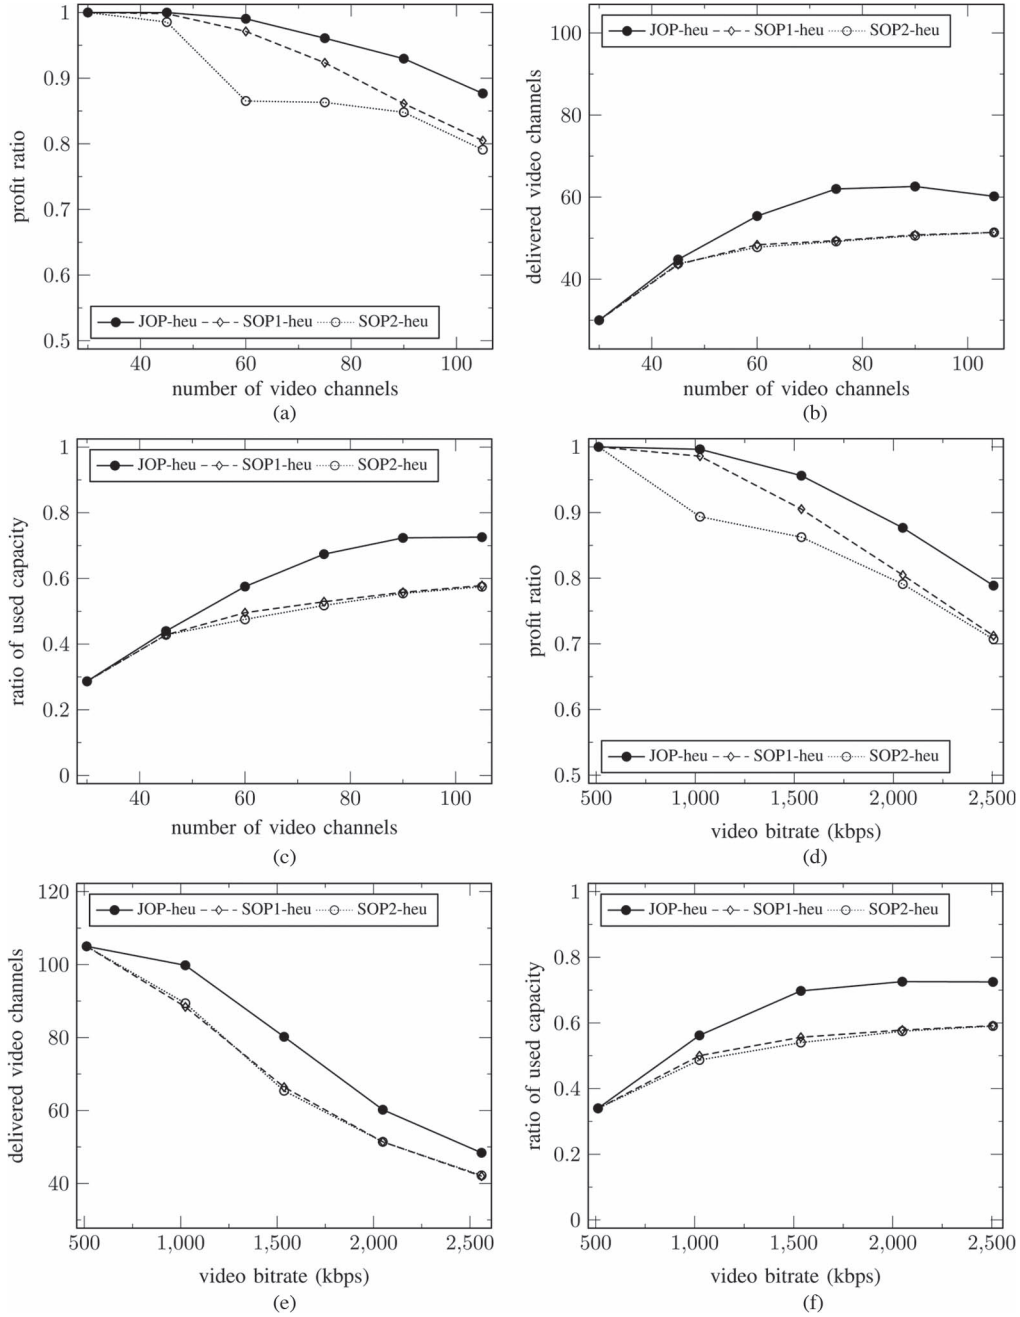 1
0.9
0.8
0.7
0.6
0.5
profit ratio
JOP-heu SOP1-heu SOP2-heu
40 60 80 100
number of video channels
(a)
100
80
60
40
delivered video channels
JOP-heu SOP1-heu SOP2-heu
40 60 80 100
number of video channels
(b)
1
0.8
0.6
0.4
0.2
0
ratio of used capacity
JOP-heu SOP1-heu SOP2-heu
40 60 80 100
number of video channels
(c)
1
0.9
0.8
0.7
0.6
0.5
profit ratio
JOP-heu SOP1-heu SOP2-heu
500 1,000 1,500 2,000 2,500
video bitrate (kbps)
(d)
120
100
80
60
40
delivered video channels
JOP-heu SOP1-heu SOP2-heu
500 1,000 1,500 2,000 2,500
video bitrate (kbps)
(e)
1
0.8
0.6
0.4
0.2
0
ratio of used capacity
JOP-heu SOP1-heu SOP2-heu
500 1,000 1,500 2,000 2,500
video bitrate (kbps)
(f)